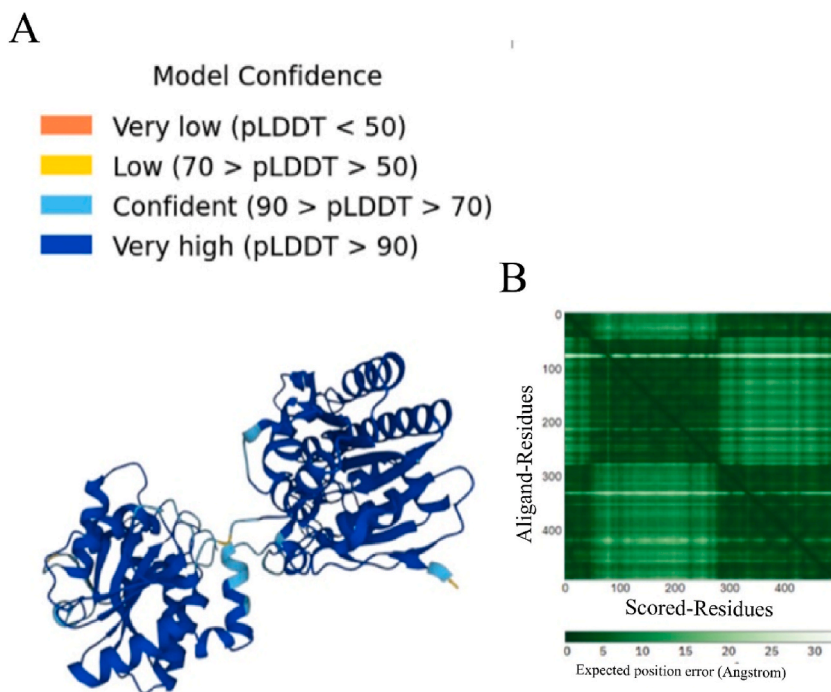 A
Model Confidence
Very low (pLDDT < 50)
Low (70 > pLDDT > 50)
Confident (90 > pLDDT > 70)
Very high (pLDDT > 90)
B
0
100
200
300
400
Aligand-Residues
0 100 200 300 400
Scored-Residues
0 5 10 15 20 25 30
Expected position error (Angstrom)